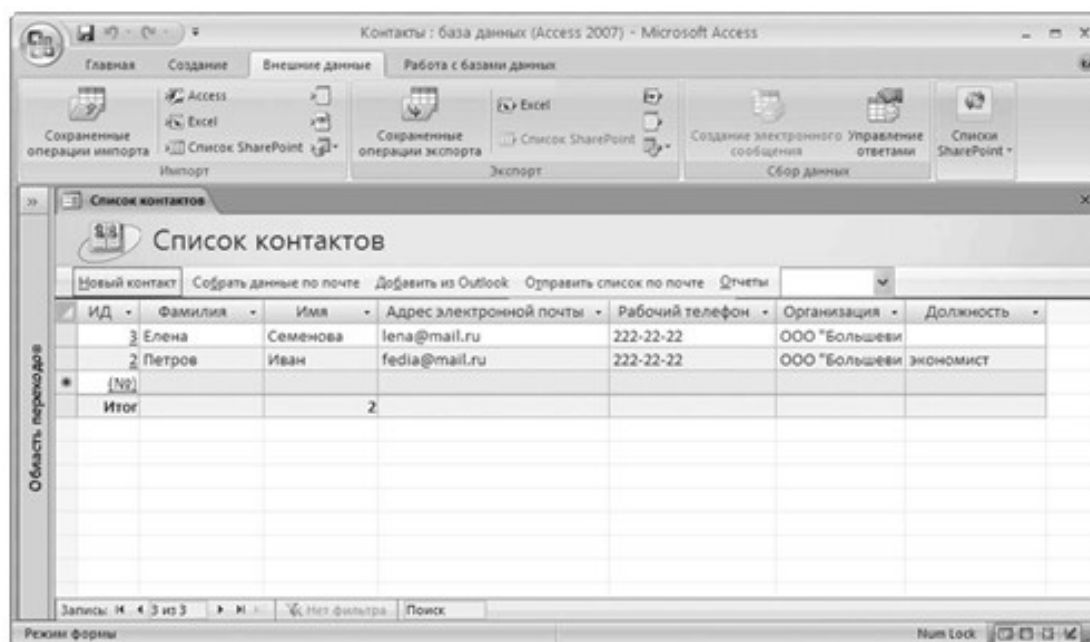 Контакты : база данных (Access 2007) - Microsoft Access
Главная Создание Внешние данные Работа с базами данных
Сохраненные операции импорта
Access
Excel
Список SharePoint
Импорт
Сохраненные операции экспорта
Excel
Список SharePoint
Экспорт
Создание электронного сообщения
Управление ответами
Сбор данных
Списки SharePoint
Список контактов
Список контактов
Новый контакт Собрать данные по почте Добавить из Outlook Отправить список по почте Отчеты
ИД Фамилия Имя Адрес электронной почты Рабочий телефон Организация Должность
3 Елена Семенова lena@mail.ru 222-22-22 ООО "Большеви
2 Петров Иван fedia@mail.ru 222-22-22 ООО "Большеви экономист
(№)
Итог 2
Область переходов
Запись: 3 из 3 Нет фильтра Поиск
Режим формы Num Lock